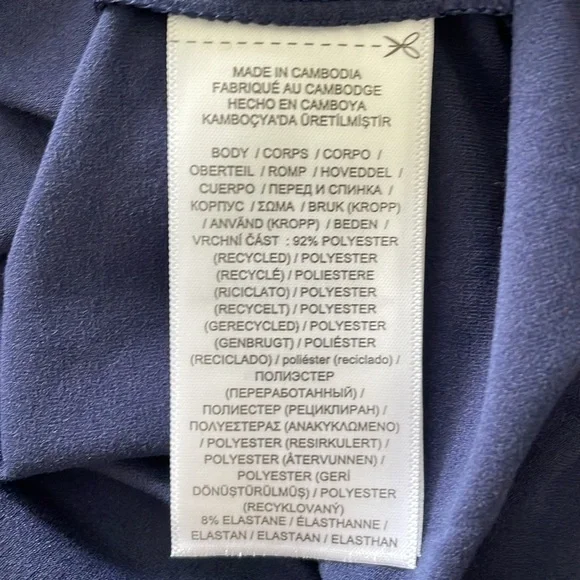 MADE IN CAMBODIA
FABRIQUÉ AU CAMBODGE
HECHO EN CAMBOYA
KAMBOÇYA'DA ÜRETİLMİŞTİR
BODY / CORPS / CORPO /
OBERTEIL / ROMP / HOVEDDEL /
CUERPO / ПЕРЕД И СПИНКА /
КОРПУС / ΣΩΜΑ / BRUK (KROPP)
/ ANVÄND (KROPP) / BEDEN /
VRCHNÍ ČÁST : 92% POLYESTER
(RECYCLED) / POLYESTER
(RECYCLÉ) / POLIESTERE
(RICICLATO) / POLYESTER
(RECYCELT) / POLYESTER
(GERECYCLED) / POLYESTER
(GENBRUGT) / POLIÉSTER
(RECICLADO) / poliéster (reciclado) /
ПОЛИЭСТЕР
(ПЕРЕРАБОТАННЫЙ) /
ПОЛИЕСТЕР (РЕЦИКЛИРАН) /
ΠΟΛΥΕΣΤΕΡΑΣ (ΑΝΑΚΥΚΛΩΜΕΝΟ)
/ POLYESTER (RESIRKULERT) /
POLYESTER (ÅTERVUNNEN) /
POLYESTER (GERİ
DÖNÜŞTÜRÜLMÜŞ) / POLYESTER
(RECYKLOVANÝ)
8% ELASTANE / ÉLASTHANNE /
ELASTAN / ELASTAAN / ELASTHAN